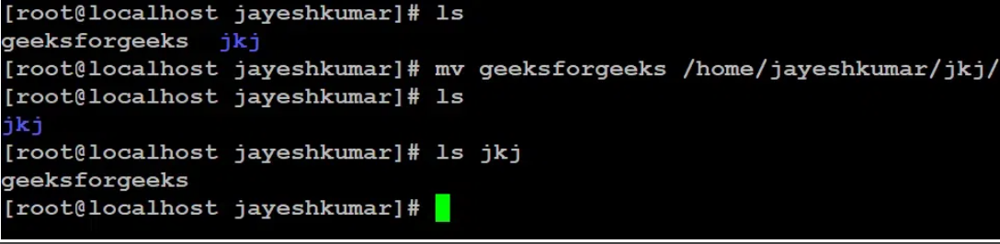 [root@localhost jayeshkumar]# ls
geeksforgeeks  jkj
[root@localhost jayeshkumar]# mv geeksforgeeks /home/jayeshkumar/jkj/
[root@localhost jayeshkumar]# ls
jkj
[root@localhost jayeshkumar]# ls jkj
geeksforgeeks
[root@localhost jayeshkumar]#